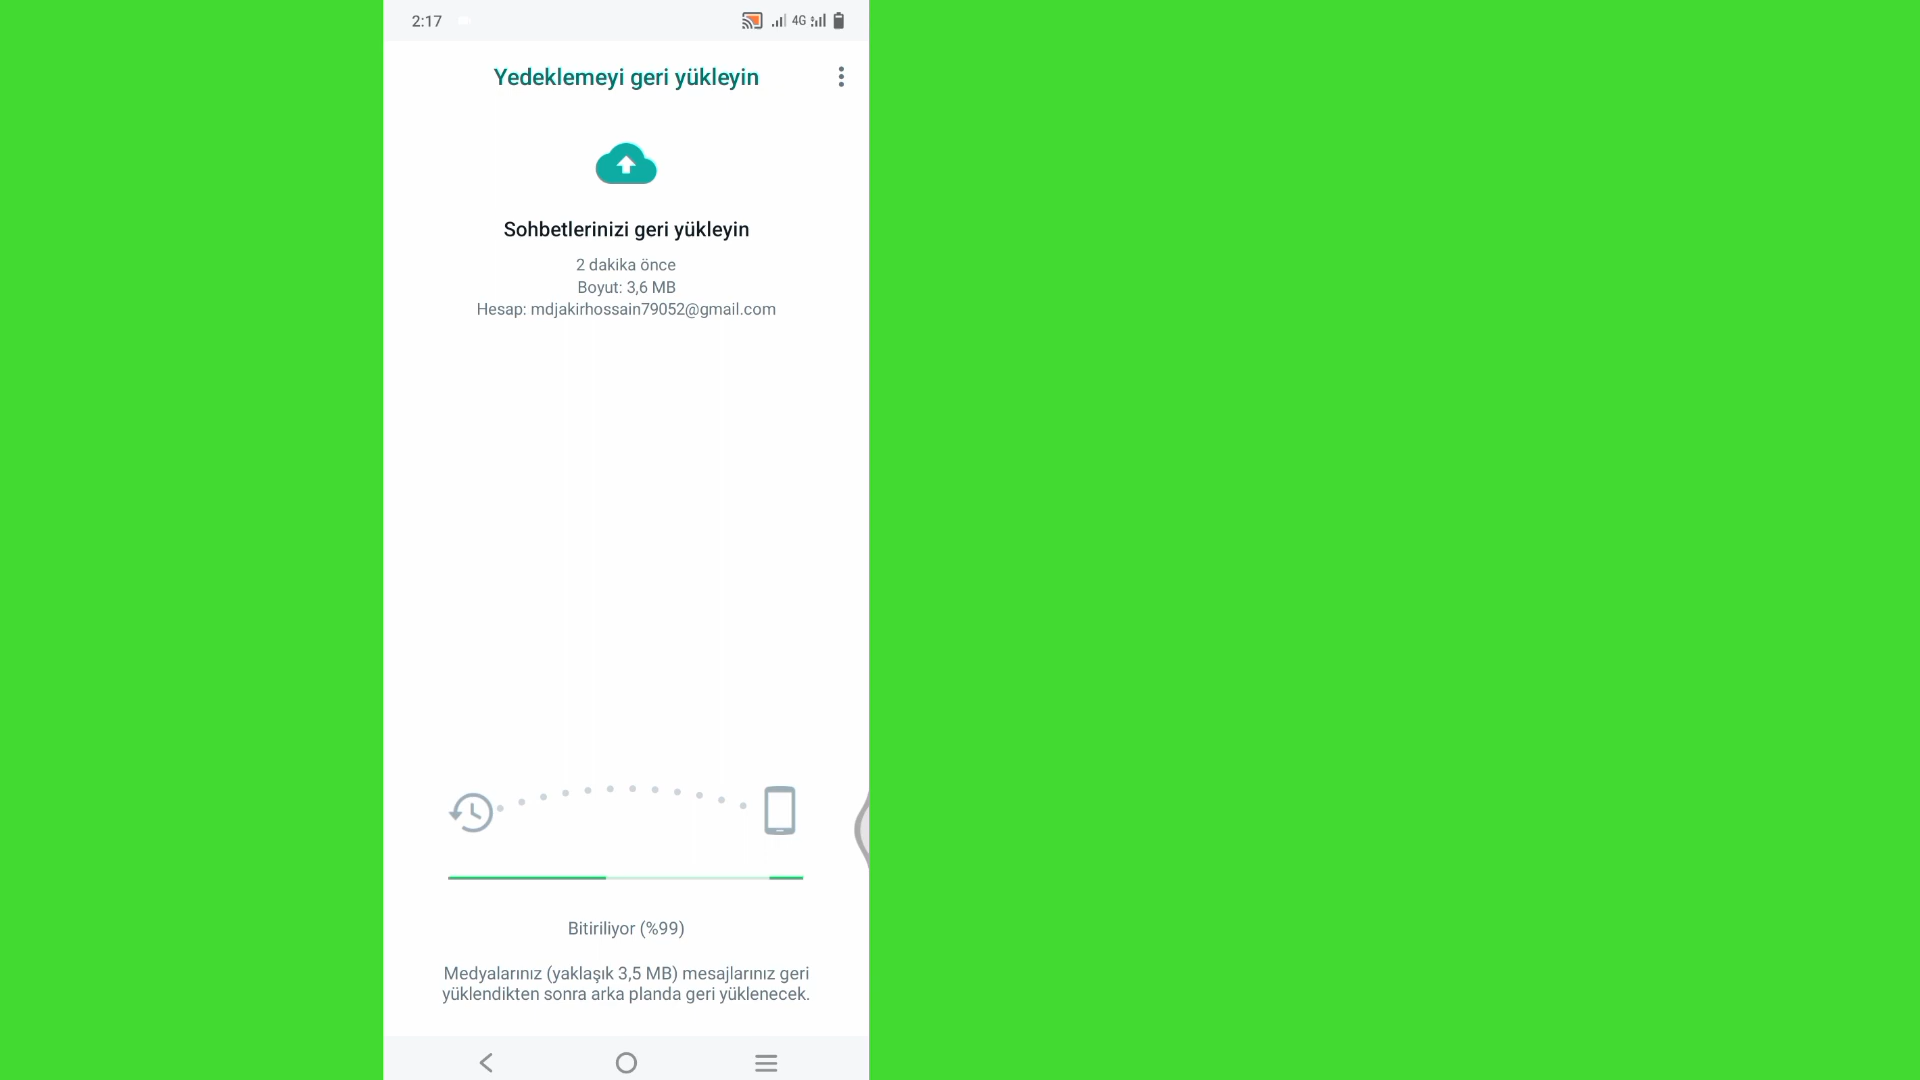 2:17
4G
Yedeklemeyi geri yükleyin
Sohbetlerinizi geri yükleyin
2 dakika önce
Boyut: 3,6 MB
Hesap: mdjakirhossain79052@gmail.com
Bitiriliyor (%99)
Medyalarınız (yaklaşık 3,5 MB) mesajlarınız geri
yüklendikten sonra arka planda geri yüklenecek.